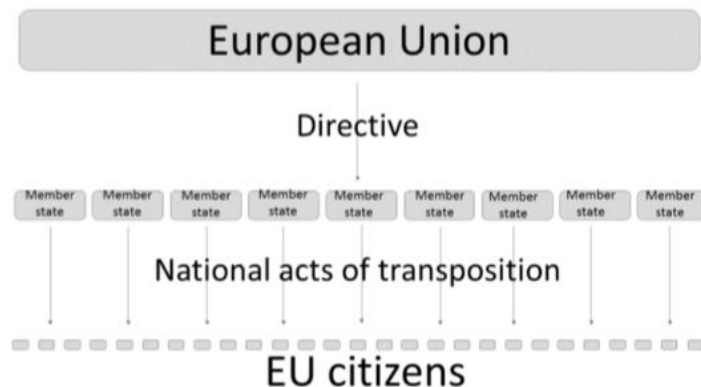 European Union
Directive
Member state
Member state
Member state
Member state
Member state
Member state
Member state
Member state
Member state
National acts of transposition
EU citizens